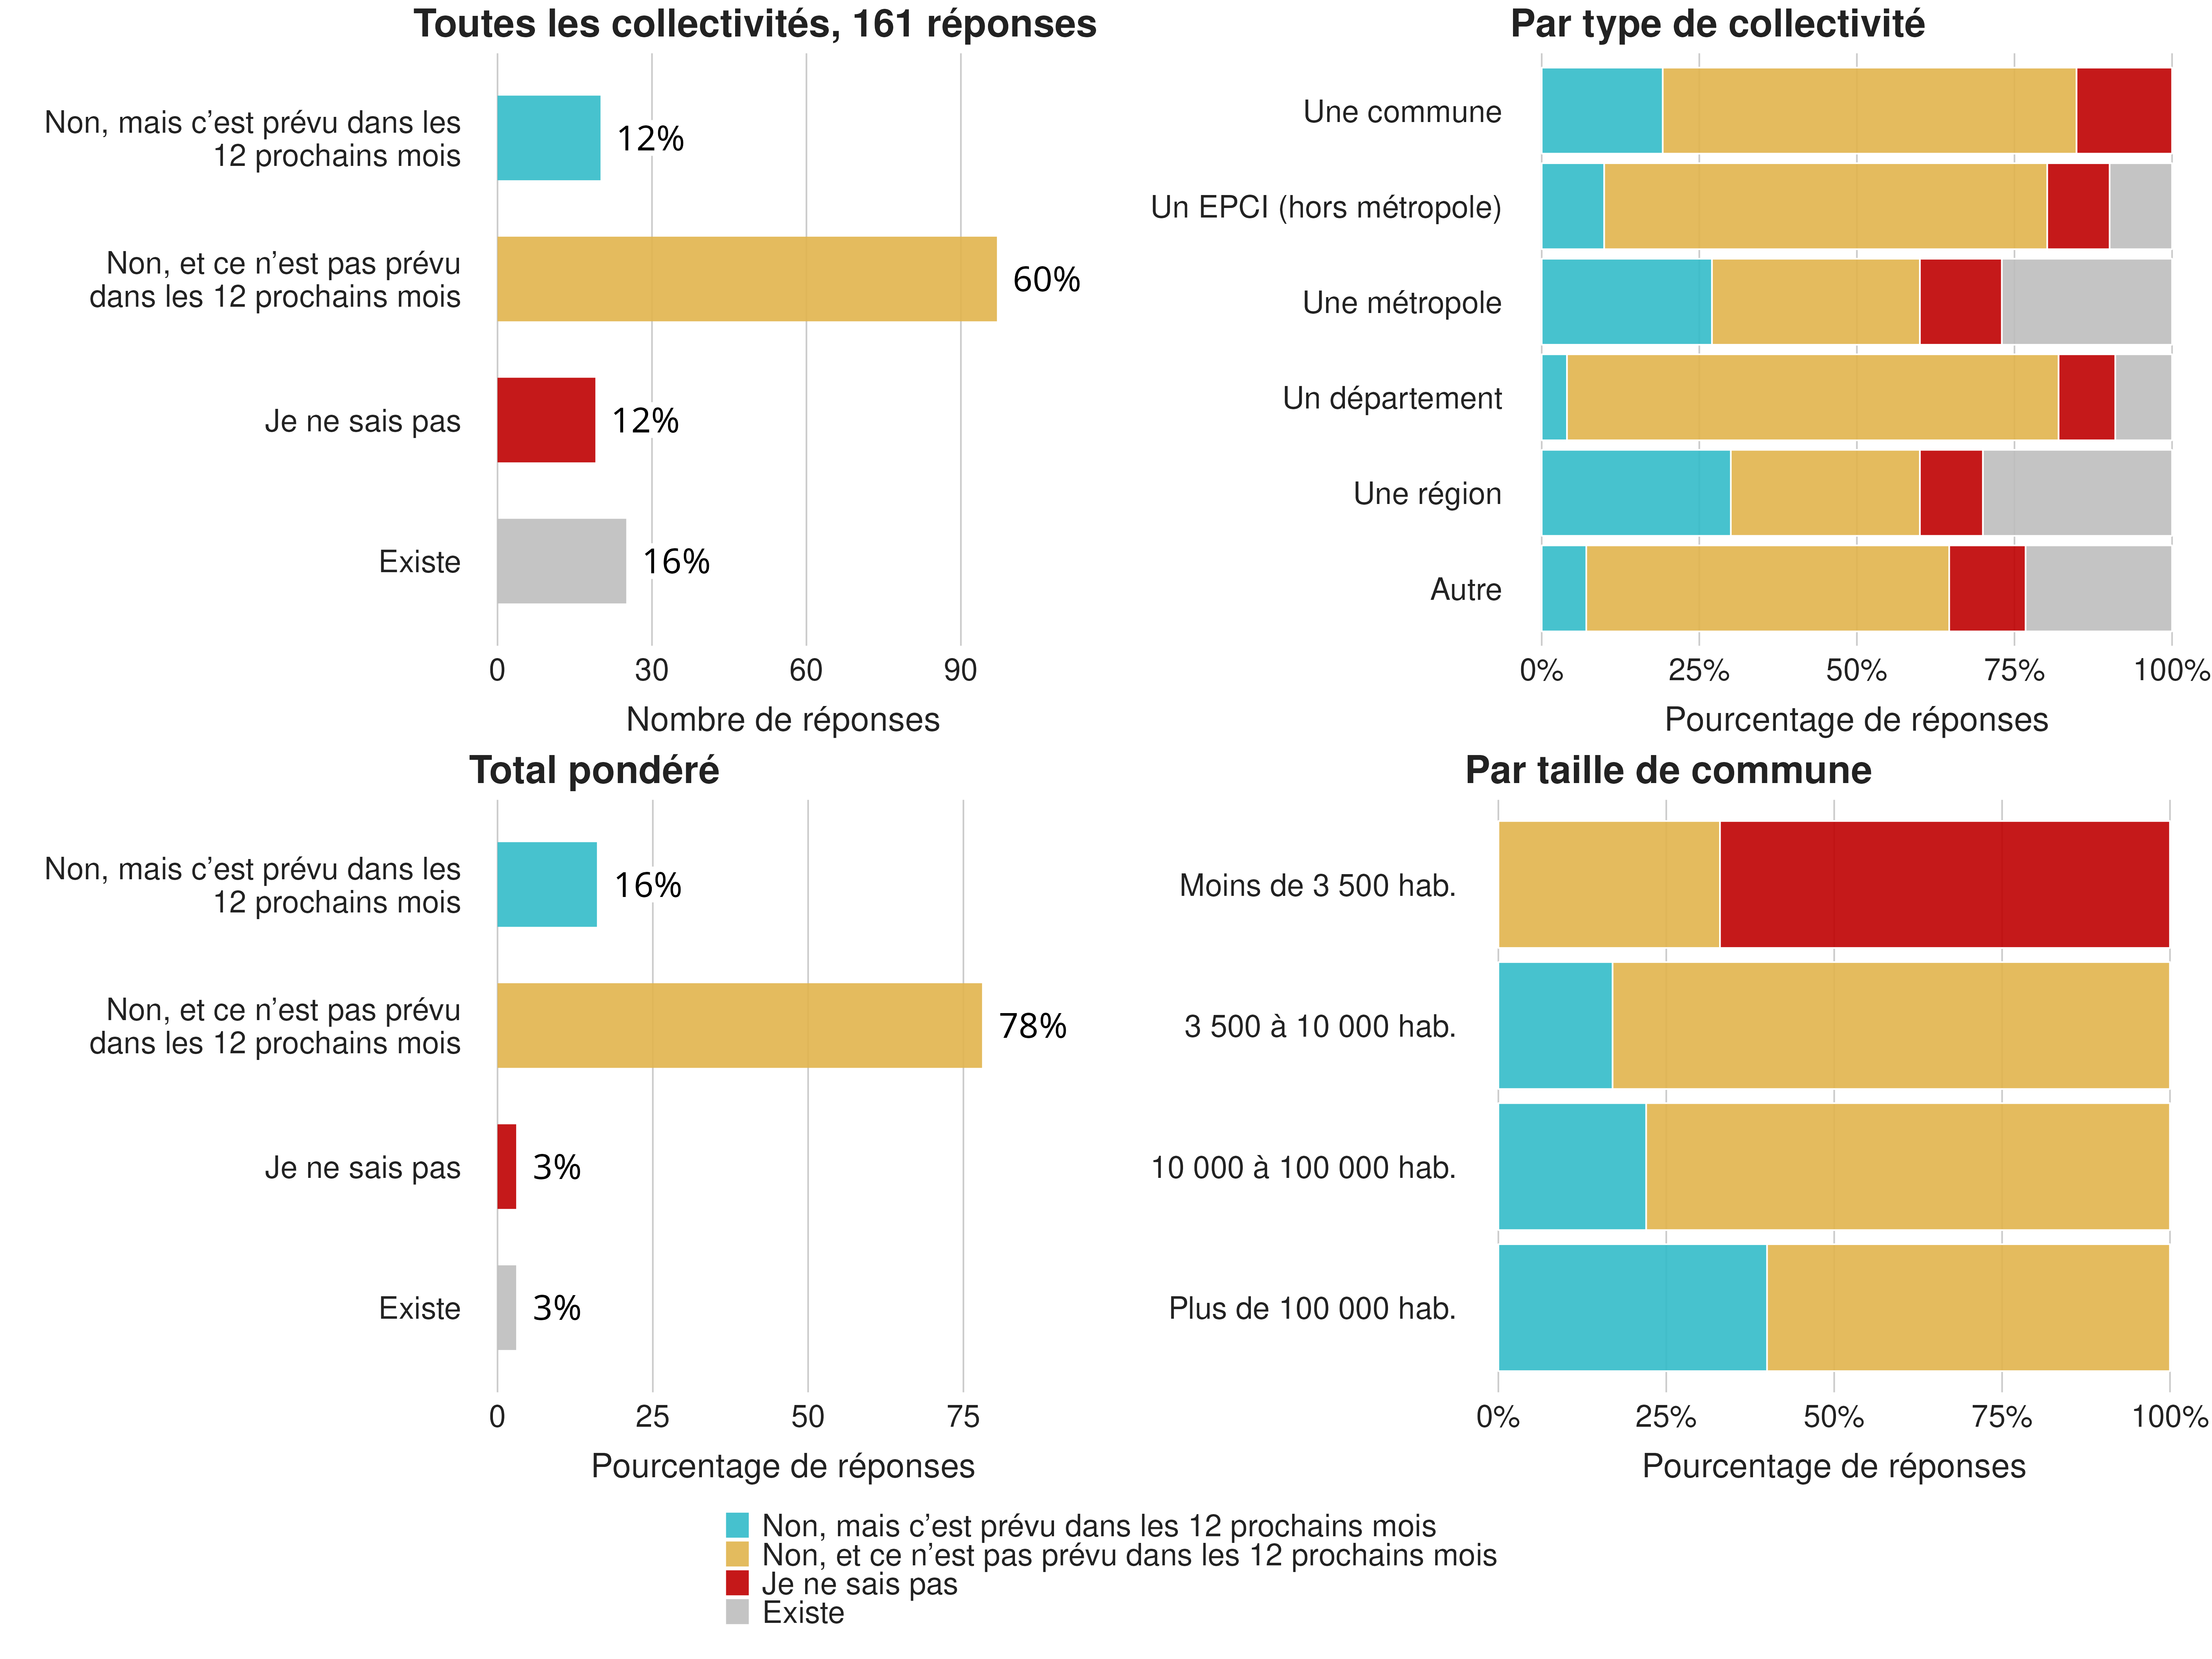 Toutes les collectivités, 161 réponses
Non, mais c’est prévu dans les
12 prochains mois
12%
Non, et ce n’est pas prévu
dans les 12 prochains mois
60%
Je ne sais pas
12%
Existe
16%
0 30 60 90
Nombre de réponses
Par type de collectivité
Une commune
Un EPCI (hors métropole)
Une métropole
Un département
Une région
Autre
0% 25% 50% 75% 100%
Pourcentage de réponses
Total pondéré
Non, mais c’est prévu dans les
12 prochains mois
16%
Non, et ce n’est pas prévu
dans les 12 prochains mois
78%
Je ne sais pas
3%
Existe
3%
0 25 50 75
Pourcentage de réponses
Par taille de commune
Moins de 3 500 hab.
3 500 à 10 000 hab.
10 000 à 100 000 hab.
Plus de 100 000 hab.
0% 25% 50% 75% 100%
Pourcentage de réponses
Non, mais c’est prévu dans les 12 prochains mois
Non, et ce n’est pas prévu dans les 12 prochains mois
Je ne sais pas
Existe